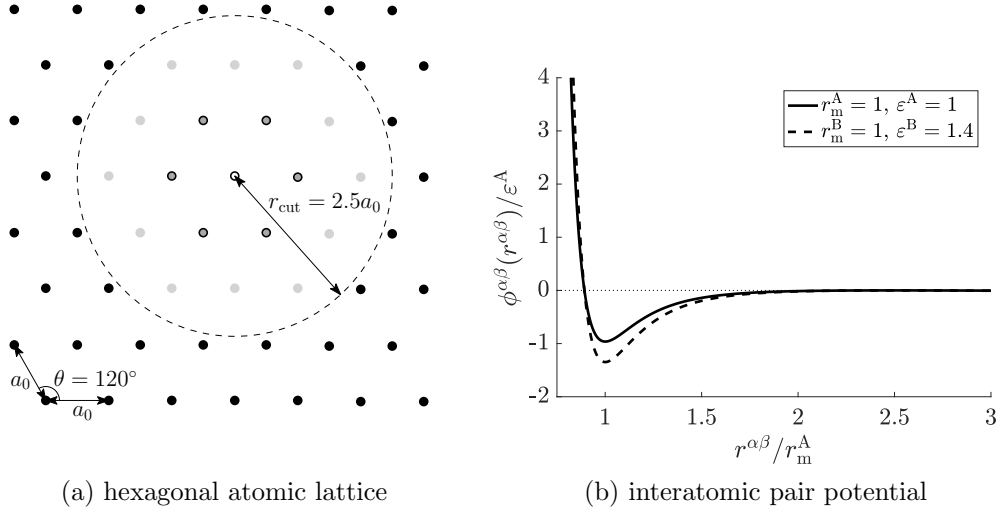 r_cut = 2.5a_0
a_0
θ = 120°
a_0
(a) hexagonal atomic lattice
4
3
2
1
0
-1
-2
1
1.5
2
2.5
3
ϕ^αβ(r^αβ)/ε^A
r^αβ/r_m^A
r_m^A = 1, ε^A = 1
r_m^B = 1, ε^B = 1.4
(b) interatomic pair potential